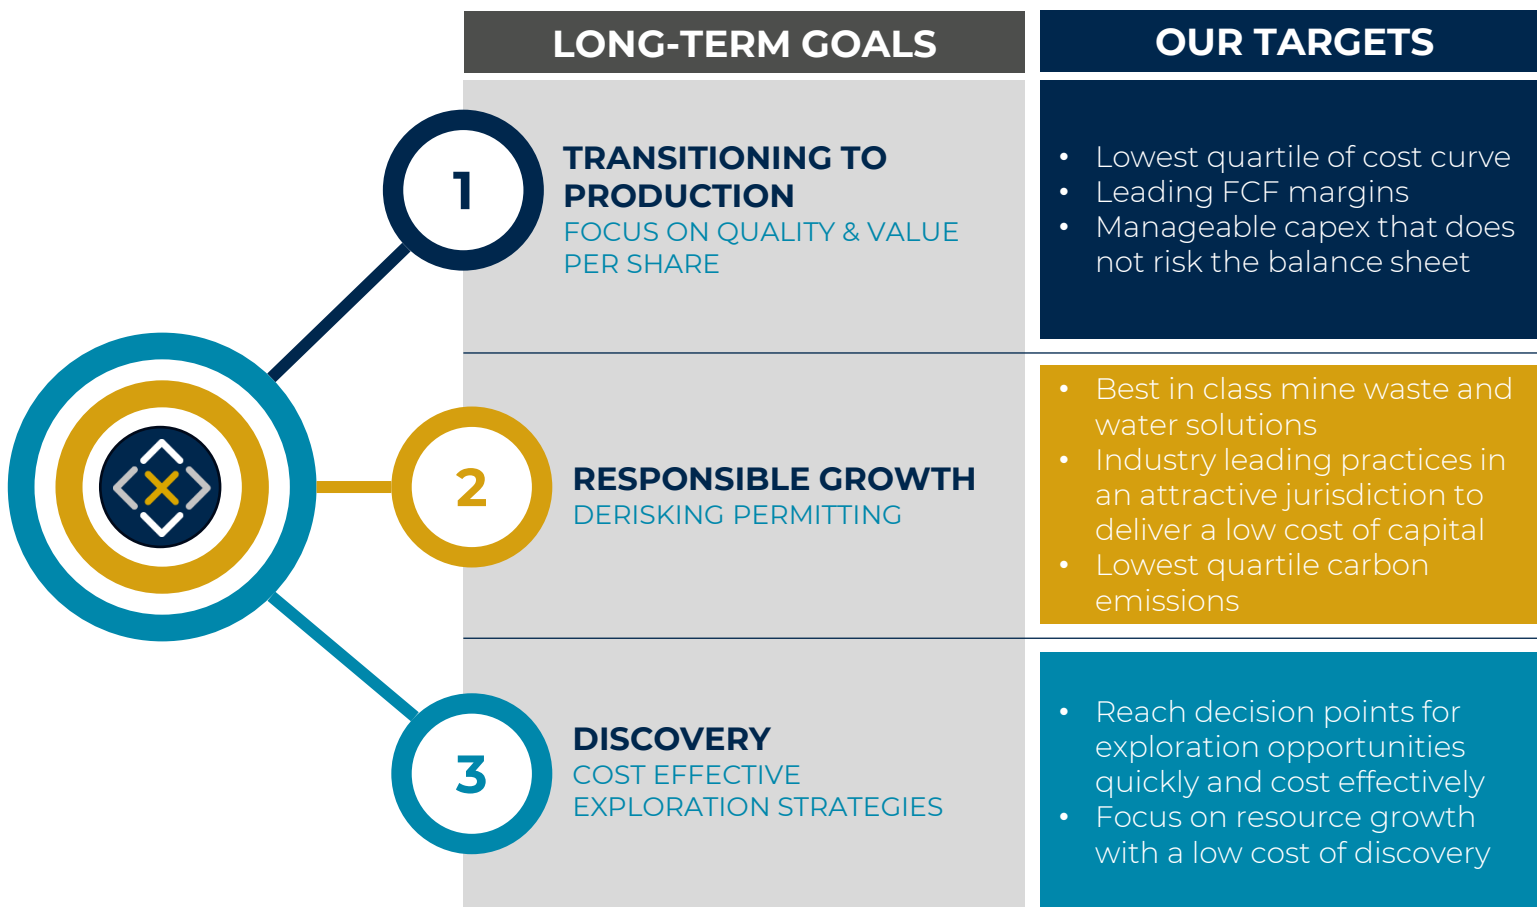 LONG-TERM GOALS
OUR TARGETS
1
TRANSITIONING TO
PRODUCTION
FOCUS ON QUALITY & VALUE
PER SHARE
• Lowest quartile of cost curve
• Leading FCF margins
• Manageable capex that does
not risk the balance sheet
2
RESPONSIBLE GROWTH
DERISKING PERMITTING
• Best in class mine waste and
water solutions
• Industry leading practices in
an attractive jurisdiction to
deliver a low cost of capital
• Lowest quartile carbon
emissions
3
DISCOVERY
COST EFFECTIVE
EXPLORATION STRATEGIES
• Reach decision points for
exploration opportunities
quickly and cost effectively
• Focus on resource growth
with a low cost of discovery